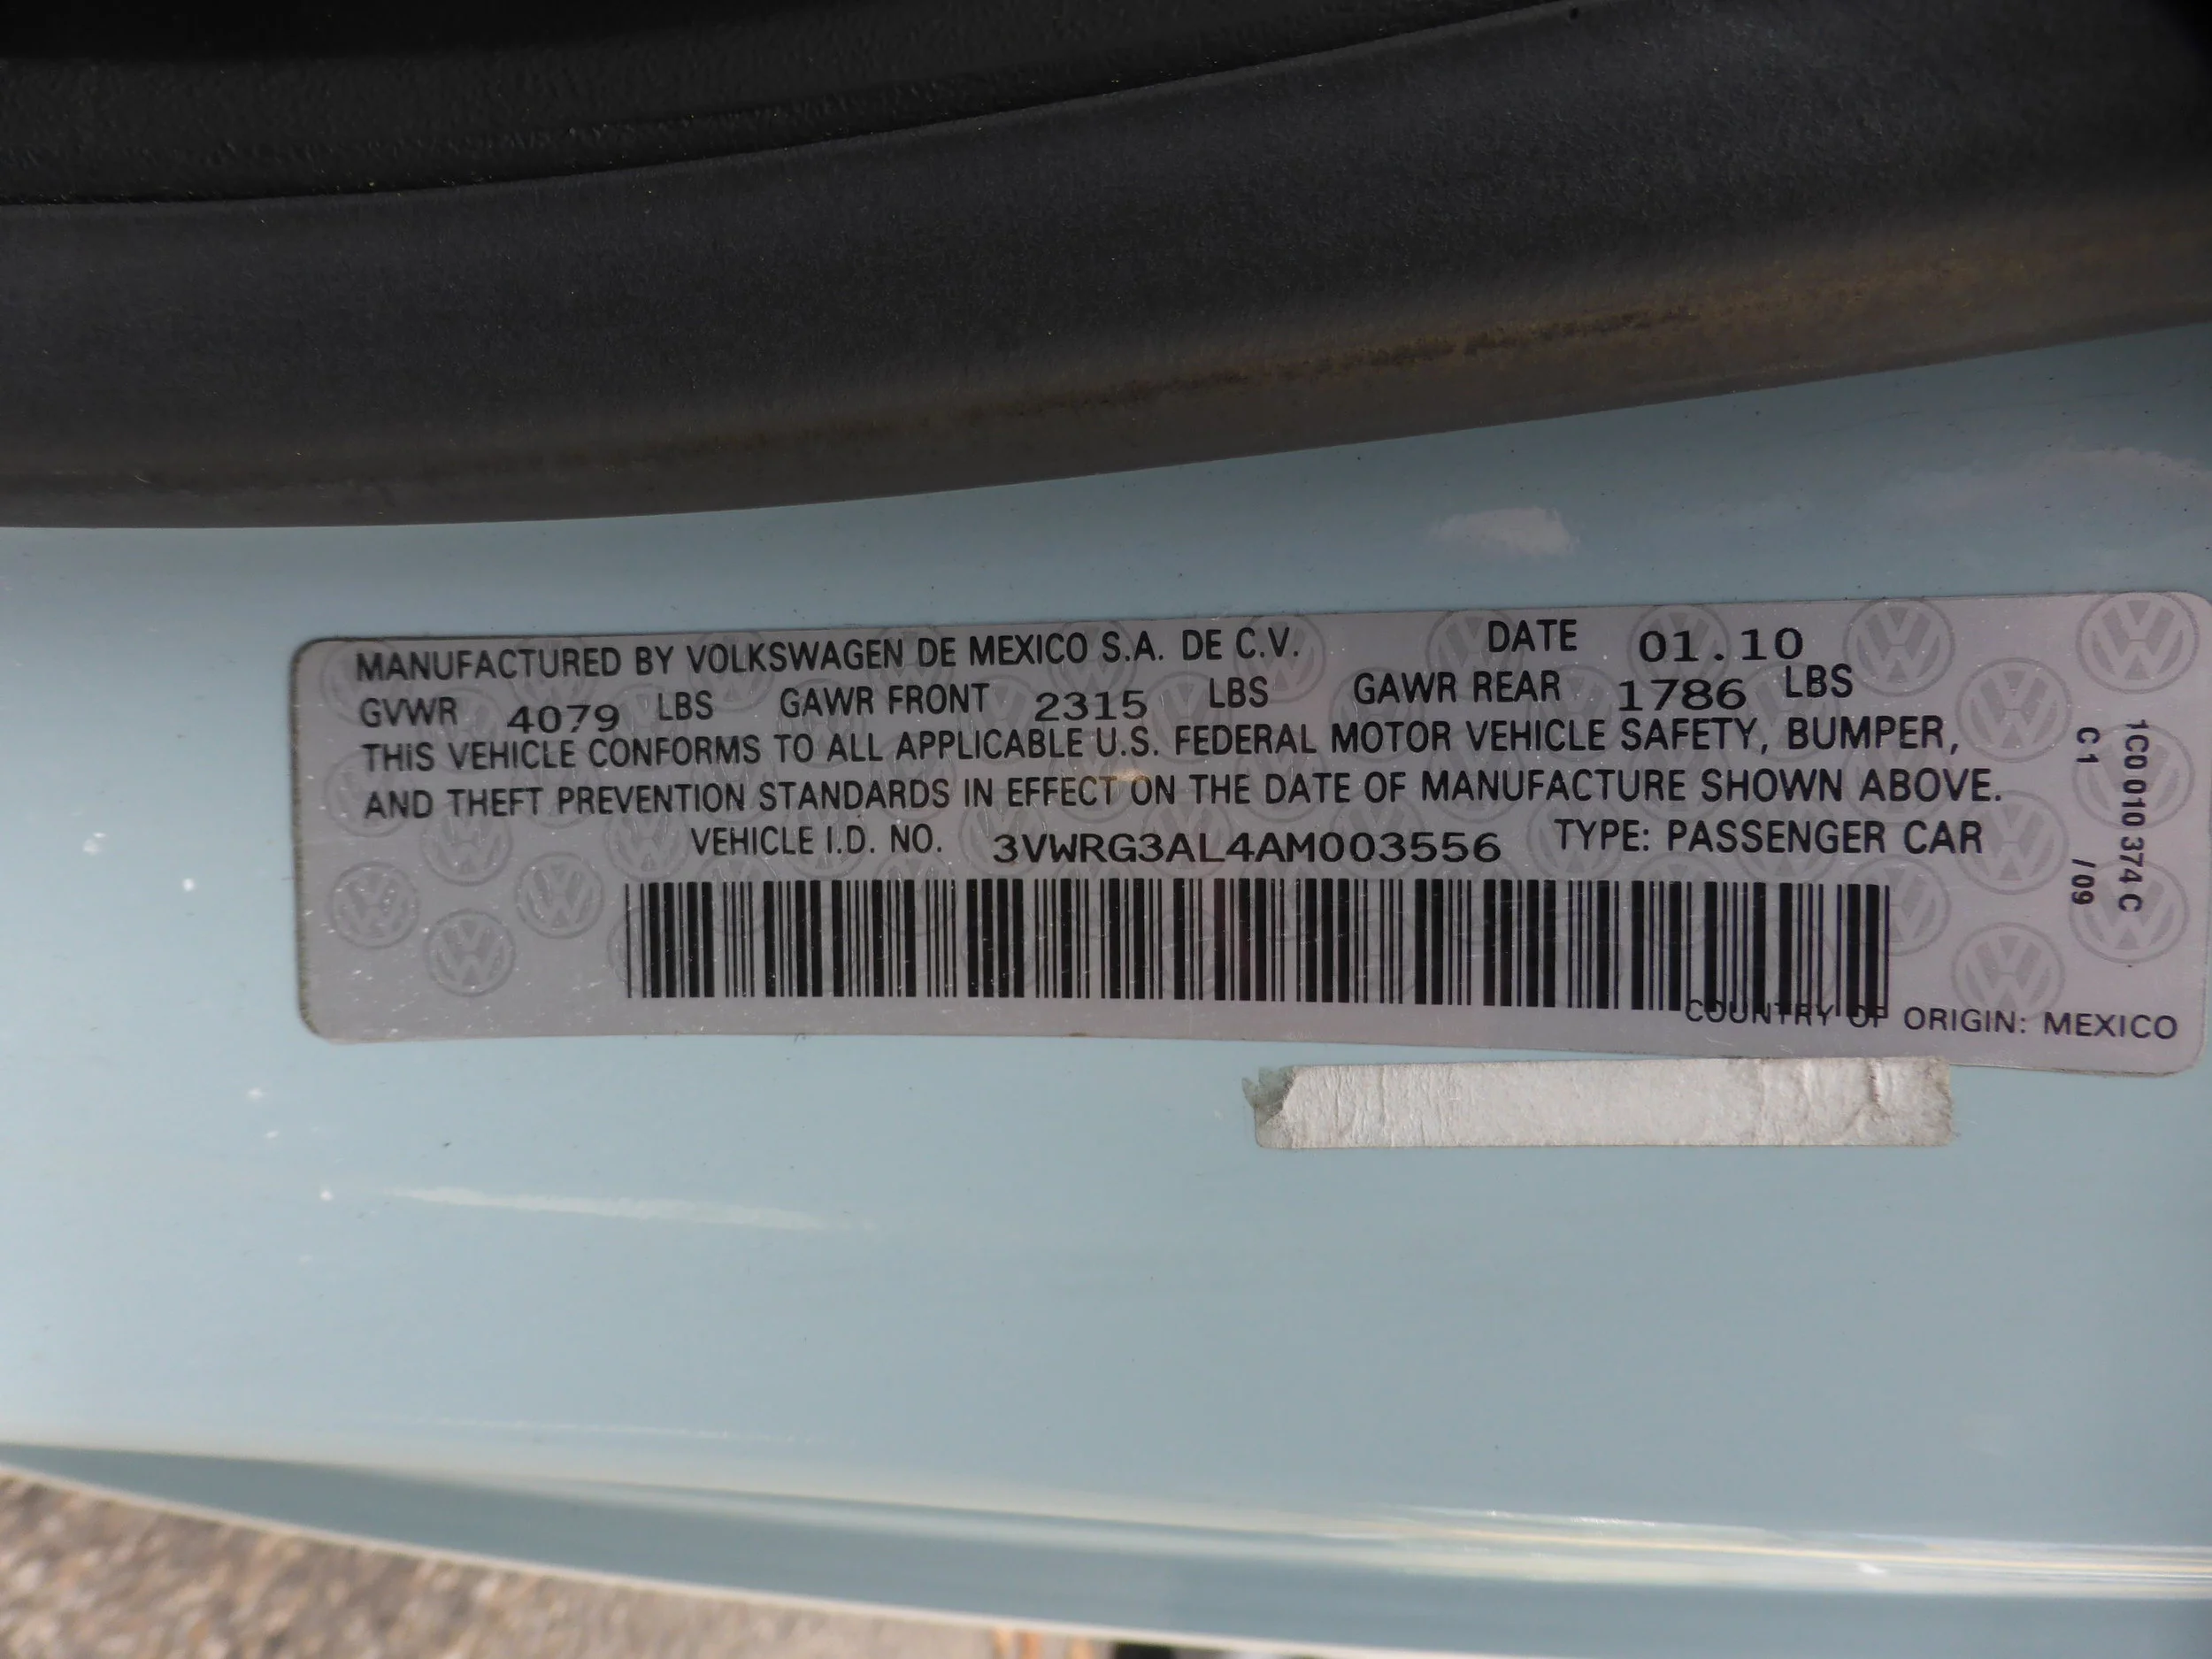 MANUFACTURED BY VOLKSWAGEN DE MEXICO S.A. DE C.V. DATE 01.10
GVWR 4079 LBS GAWR FRONT 2315 LBS GAWR REAR 1786 LBS
THIS VEHICLE CONFORMS TO ALL APPLICABLE U.S. FEDERAL MOTOR VEHICLE SAFETY, BUMPER,
AND THEFT PREVENTION STANDARDS IN EFFECT ON THE DATE OF MANUFACTURE SHOWN ABOVE.
VEHICLE I.D. NO. 3VWRG3AL4AM003556 TYPE: PASSENGER CAR
COUNTRY OF ORIGIN: MEXICO
1C0 010 374 C
C1 /09